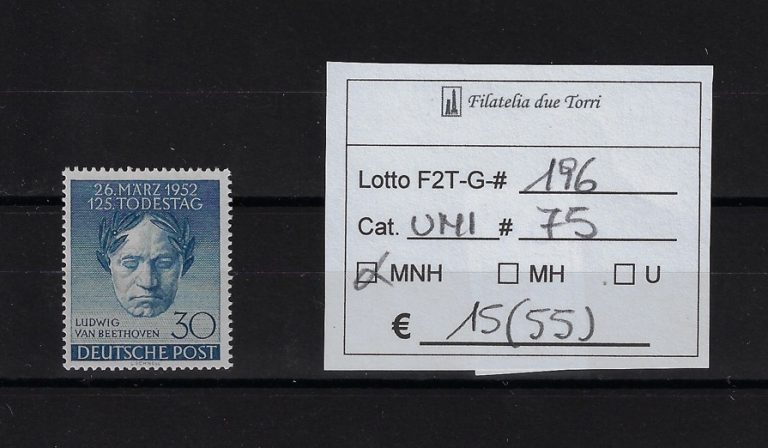 26. MÄRZ 1952
125. TODESTAG
LUDWIG
VAN BEETHOVEN 30
DEUTSCHE POST
Filatelia due Torri
Lotto F2T-G-# 196
Cat. UNI # 75
MNH MH U
€ 15(55)